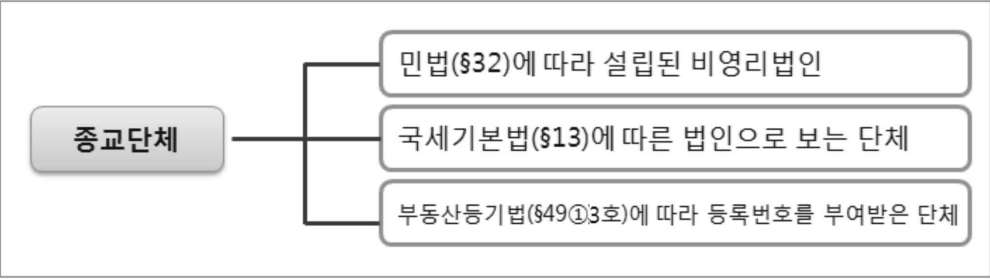 종교단체
민법(§32)에 따라 설립된 비영리법인
국세기본법(§13)에 따른 법인으로 보는 단체
부동산등기법(§49①3호)에 따라 등록번호를 부여받은 단체